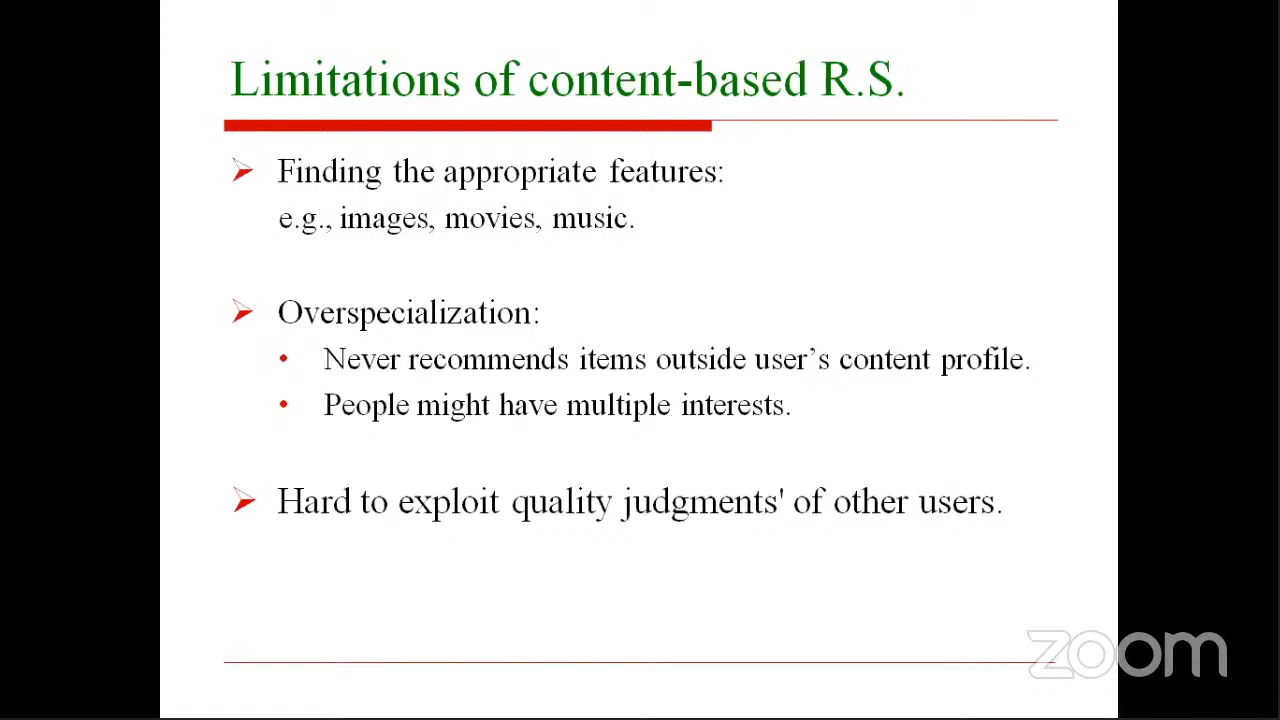 Limitations of content-based R.S.
Finding the appropriate features:
e.g., images, movies, music.
Overspecialization:
Never recommends items outside user’s content profile.
People might have multiple interests.
Hard to exploit quality judgments' of other users.
zoom